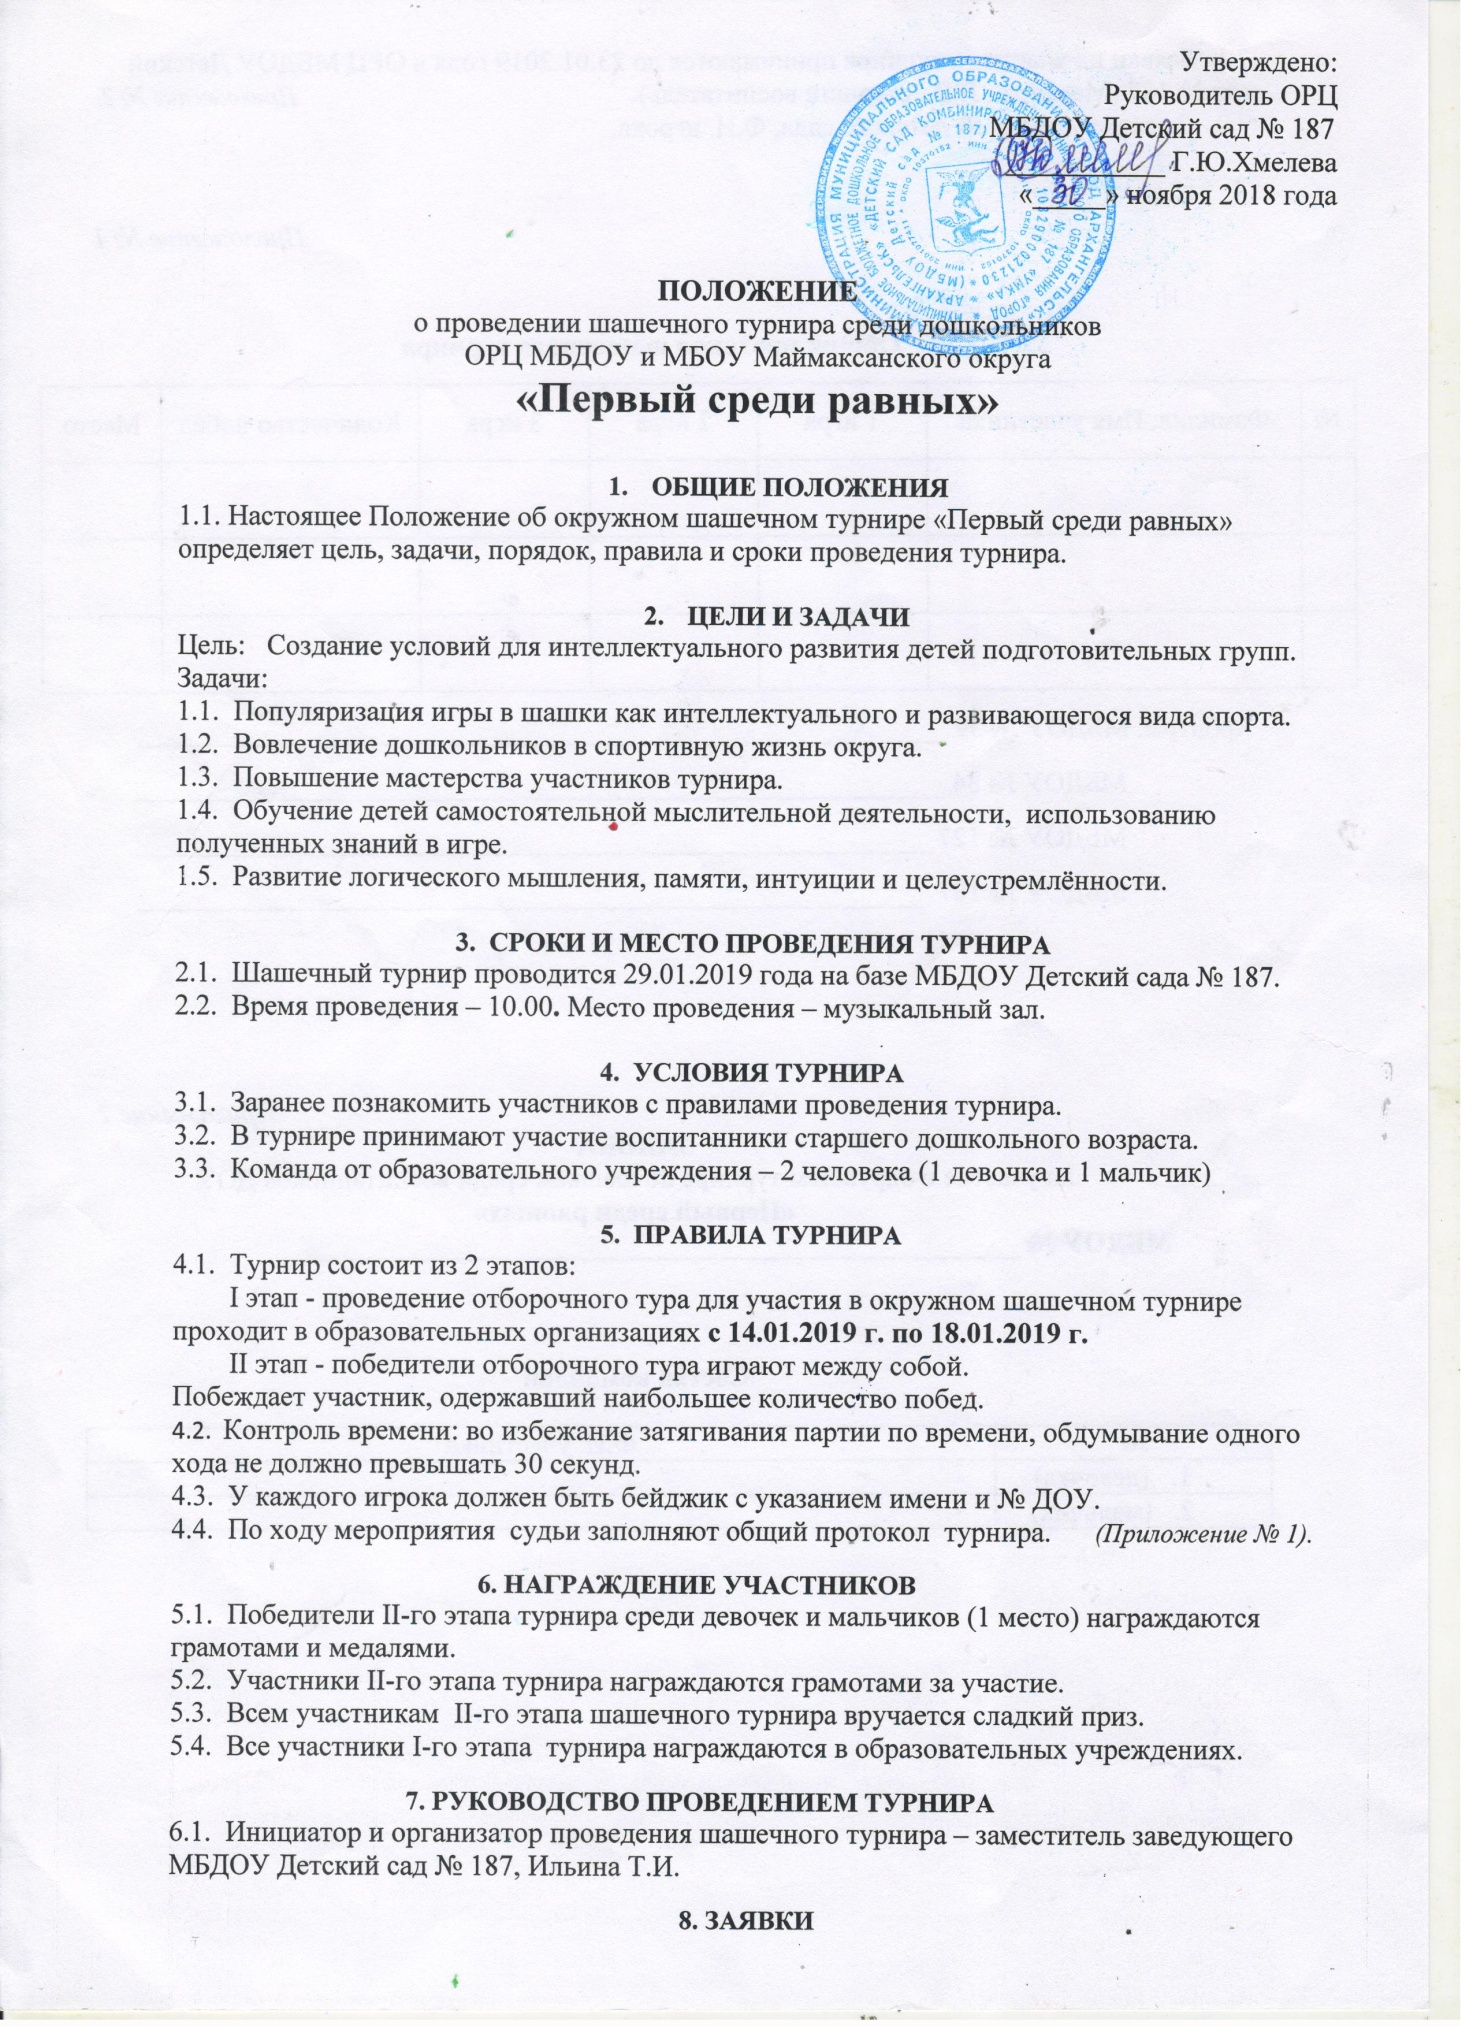 Утверждено:
Руководитель ОРЦ
МБДОУ Детский сад № 187
Г.Ю.Хмелева
«30» ноября 2018 года
ПОЛОЖЕНИЕ
о проведении шашечного турнира среди дошкольников
ОРЦ МБДОУ и МБОУ Маймаксанского округа
«Первый среди равных»
1. ОБЩИЕ ПОЛОЖЕНИЯ
1.1. Настоящее Положение об окружном шашечном турнире «Первый среди равных»
определяет цель, задачи, порядок, правила и сроки проведения турнира.
2. ЦЕЛИ И ЗАДАЧИ
Цель: Создание условий для интеллектуального развития детей подготовительных групп.
Задачи:
1.1. Популяризация игры в шашки как интеллектуального и развивающегося вида спорта.
1.2. Вовлечение дошкольников в спортивную жизнь округа.
1.3. Повышение мастерства участников турнира.
1.4. Обучение детей самостоятельной мыслительной деятельности, использованию
полученных знаний в игре.
1.5. Развитие логического мышления, памяти, интуиции и целеустремлённости.
3. СРОКИ И МЕСТО ПРОВЕДЕНИЯ ТУРНИРА
2.1. Шашечный турнир проводится 29.01.2019 года на базе МБДОУ Детский сада № 187.
2.2. Время проведения – 10.00. Место проведения – музыкальный зал.
4. УСЛОВИЯ ТУРНИРА
3.1. Заранее познакомить участников с правилами проведения турнира.
3.2. В турнире принимают участие воспитанники старшего дошкольного возраста.
3.3. Команда от образовательного учреждения – 2 человека (1 девочка и 1 мальчик)
5. ПРАВИЛА ТУРНИРА
4.1. Турнир состоит из 2 этапов:
I этап - проведение отборочного тура для участия в окружном шашечном турнире
проходит в образовательных организациях с 14.01.2019 г. по 18.01.2019 г.
II этап - победители отборочного тура играют между собой.
Побеждает участник, одержавший наибольшее количество побед.
4.2. Контроль времени: во избежание затягивания партии по времени, обдумывание одного
хода не должно превышать 30 секунд.
4.3. У каждого игрока должен быть бейджик с указанием имени и № ДОУ.
4.4. По ходу мероприятия судьи заполняют общий протокол турнира. (Приложение № 1).
6. НАГРАЖДЕНИЕ УЧАСТНИКОВ
5.1. Победители II-го этапа турнира среди девочек и мальчиков (1 место) награждаются
грамотами и медалями.
5.2. Участники II-го этапа турнира награждаются грамотами за участие.
5.3. Всем участникам II-го этапа шашечного турнира вручается сладкий приз.
5.4. Все участники I-го этапа турнира награждаются в образовательных учреждениях.
7. РУКОВОДСТВО ПРОВЕДЕНИЕМ ТУРНИРА
6.1. Инициатор и организатор проведения шашечного турнира – заместитель заведующего
МБДОУ Детский сад № 187, Ильина Т.И.
8. ЗАЯВКИ